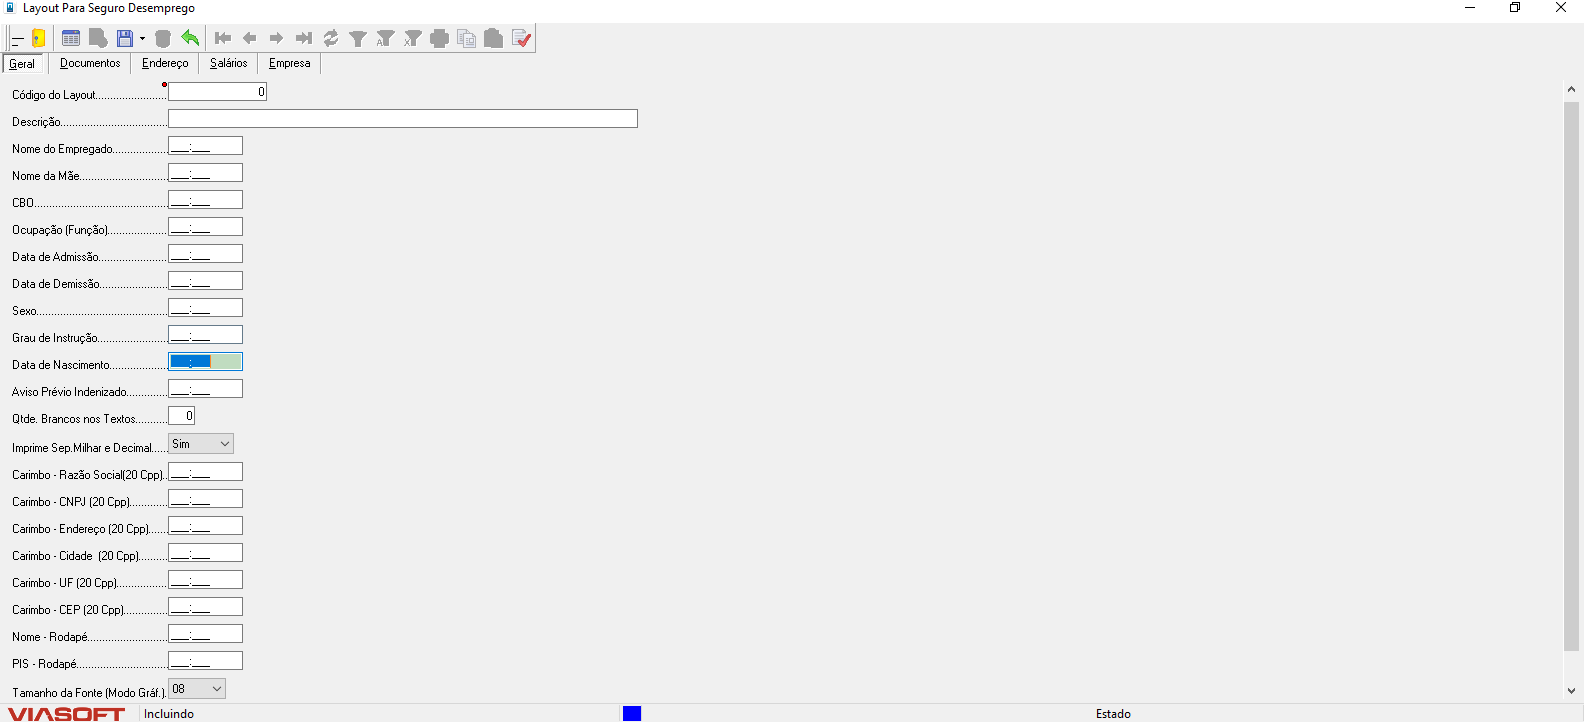 Layout Para Seguro Desemprego
Geral Documentos Endereço Salários Empresa
Código do Layout........................ 0
Descrição....................................
Nome do Empregado................... ___:___
Nome da Mãe.............................. ___:___
CBO............................................. ___:___
Ocupação (Função).................... ___:___
Data de Admissão....................... ___:___
Data de Demissão....................... ___:___
Sexo............................................ ___:___
Grau de Instrução........................ ___:___
Data de Nascimento.................... ___:___
Aviso Prévio Indenizado.............. ___:___
Qtde. Brancos nos Textos........... 0
Imprime Sep.Milhar e Decimal...... Sim
Carimbo - Razão Social(20 Cpp).. ___:___
Carimbo - CNPJ (20 Cpp)............. ___:___
Carimbo - Endereço (20 Cpp)....... ___:___
Carimbo - Cidade  (20 Cpp).......... ___:___
Carimbo - UF (20 Cpp)................. ___:___
Carimbo - CEP (20 Cpp)............... ___:___
Nome - Rodapé........................... ___:___
PIS - Rodapé............................... ___:___
Tamanho da Fonte (Modo Gráf.). 08
VIASOFT Incluindo Estado